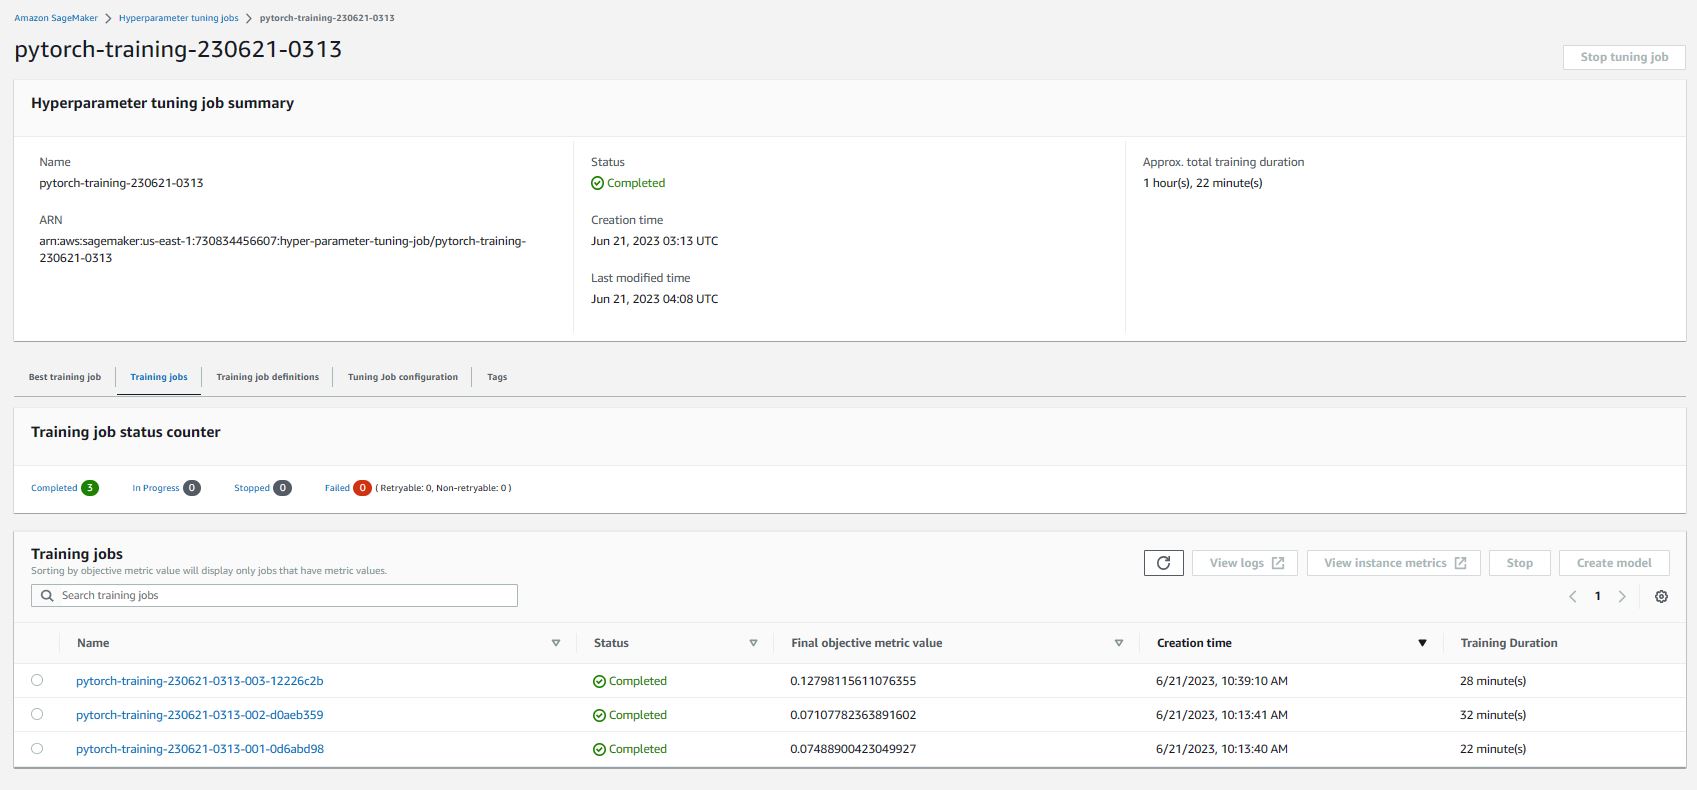 Amazon SageMaker > Hyperparameter tuning jobs > pytorch-training-230621-0313
pytorch-training-230621-0313
Stop tuning job
Hyperparameter tuning job summary
Name
pytorch-training-230621-0313
ARN
arn:aws:sagemaker:us-east-1:730834456607:hyper-parameter-tuning-job/pytorch-training-
230621-0313
Status
Completed
Creation time
Jun 21, 2023 03:13 UTC
Last modified time
Jun 21, 2023 04:08 UTC
Approx. total training duration
1 hour(s), 22 minute(s)
Best training job Training jobs Training job definitions Tuning Job configuration Tags
Training job status counter
Completed 3 In Progress 0 Stopped 0 Failed 0 ( Retryable: 0, Non-retryable: 0 )
Training jobs
Sorting by objective metric value will display only jobs that have metric values.
View logs View instance metrics Stop Create model
Search training jobs
< 1 >
Name Status Final objective metric value Creation time Training Duration
pytorch-training-230621-0313-003-12226c2b Completed 0.12798115611076355 6/21/2023, 10:39:10 AM 28 minute(s)
pytorch-training-230621-0313-002-d0aeb359 Completed 0.07107782363891602 6/21/2023, 10:13:41 AM 32 minute(s)
pytorch-training-230621-0313-001-0d6abd98 Completed 0.07488900423049927 6/21/2023, 10:13:40 AM 22 minute(s)